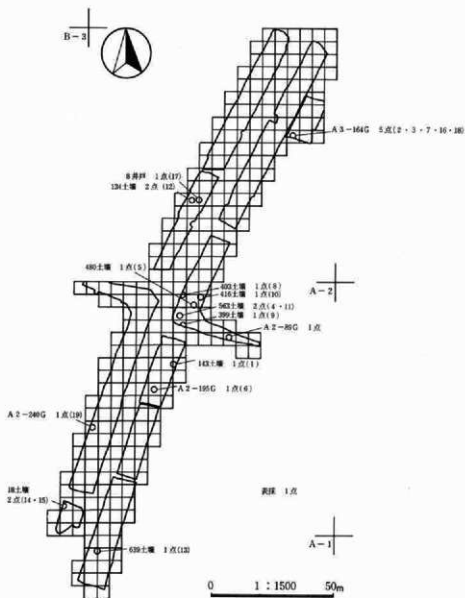 B-3
A3-164G 5点(2・3・7・16・18)
8井戸 1点(17)
124土壙 2点(12)
480土壙 1点(5)
403土壙 1点(8)
416土壙 1点(10)
563土壙 2点(4・11)
399土壙 1点(9)
A-2
A2-89G 1点
143土壙 1点(1)
A2-195G 1点(6)
A2-240G 1点(19)
18土壙
2点(14・15)
表採 1点
A-1
639土壙 1点(13)
0 1:1500 50m